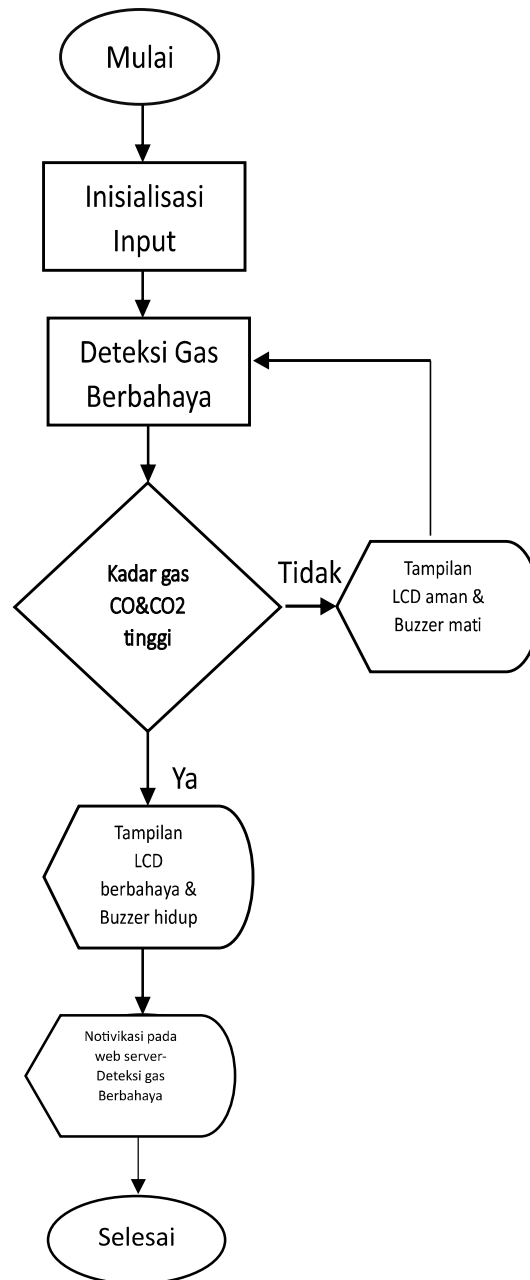 Mulai
Inisialisasi
Input
Deteksi Gas
Berbahaya
Kadar gas
CO&CO2
tinggi
Tidak
Tampilan
LCD aman &
Buzzer mati
Ya
Tampilan
LCD
berbahaya &
Buzzer hidup
Notivikasi pada
web server-
Deteksi gas
Berbahaya
Selesai